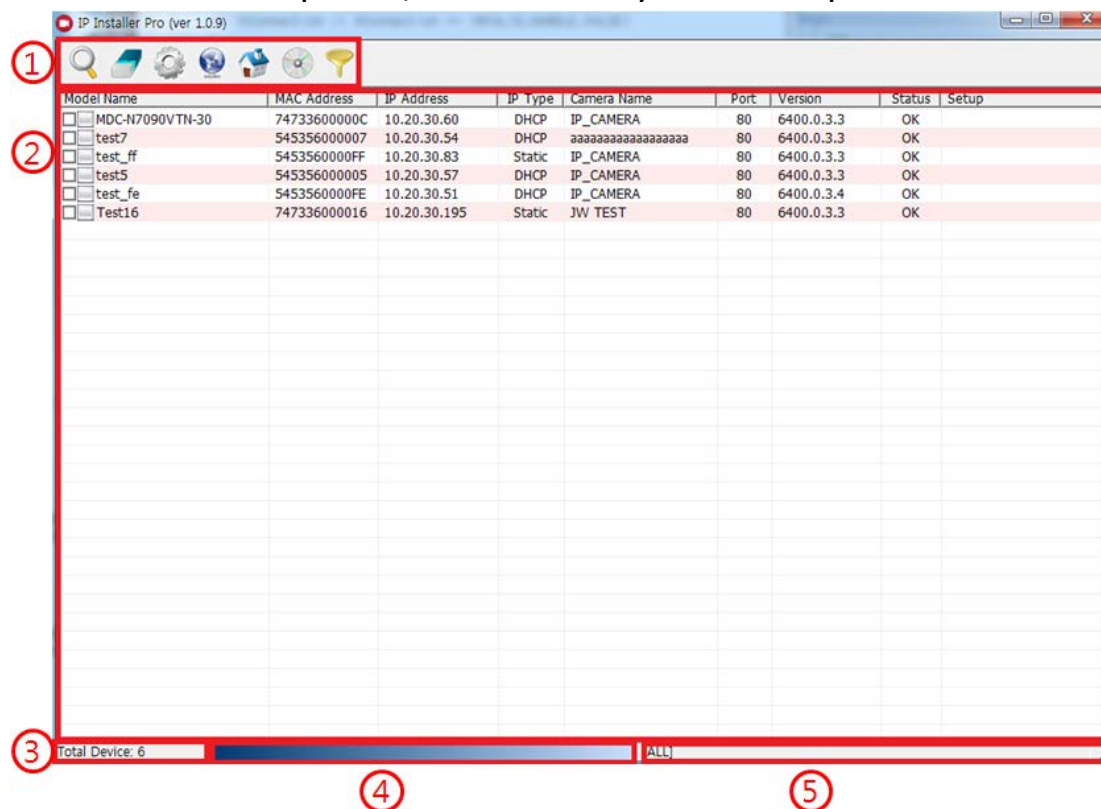 IP Installer Pro (ver 1.0.9)
1
Model Name MAC Address IP Address IP Type Camera Name Port Version Status Setup
MDC-N7090VTN-30 74733600000C 10.20.30.60 DHCP IP_CAMERA 80 6400.0.3.3 OK
2
test7 545356000007 10.20.30.54 DHCP aaaaaaaaaaaaaaaaaa 80 6400.0.3.3 OK
test_ff 5453560000FF 10.20.30.83 Static IP_CAMERA 80 6400.0.3.3 OK
test5 545356000005 10.20.30.57 DHCP IP_CAMERA 80 6400.0.3.3 OK
test_fe 5453560000FE 10.20.30.51 DHCP IP_CAMERA 80 6400.0.3.4 OK
Test16 747336000016 10.20.30.195 Static JW TEST 80 6400.0.3.3 OK
3 Total Device: 6 ALL]
4 5